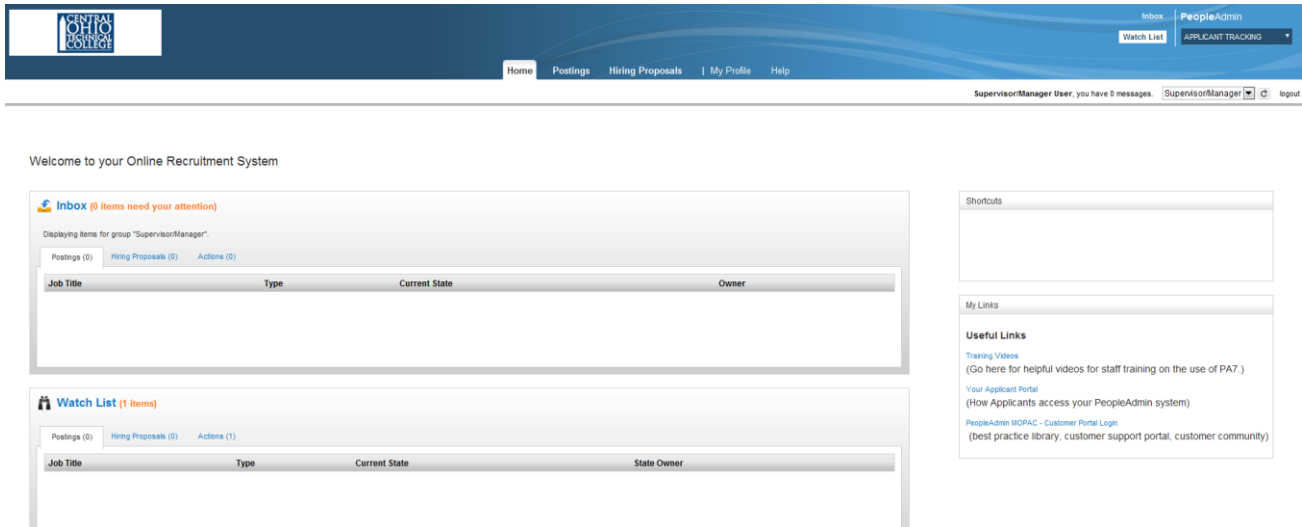 CENTRAL
OHIO
TECHNICAL
COLLEGE
Inbox PeopleAdmin
Watch List APPLICANT TRACKING
Home Postings Hiring Proposals | My Profile Help
Supervisor/Manager User, you have 0 messages. Supervisor/Manager logout
Welcome to your Online Recruitment System
Inbox (0 items need your attention)
Displaying items for group "Supervisor/Manager".
Postings (0) Hiring Proposals (0) Actions (0)
Job Title Type Current State Owner
Watch List (1 items)
Postings (0) Hiring Proposals (0) Actions (1)
Job Title Type Current State State Owner
Shortcuts
My Links
Useful Links
Training Videos
(Go here for helpful videos for staff training on the use of PA7.)
Your Applicant Portal
(How Applicants access your PeopleAdmin system)
PeopleAdmin MOPAC - Customer Portal Login
(best practice library, customer support portal, customer community)